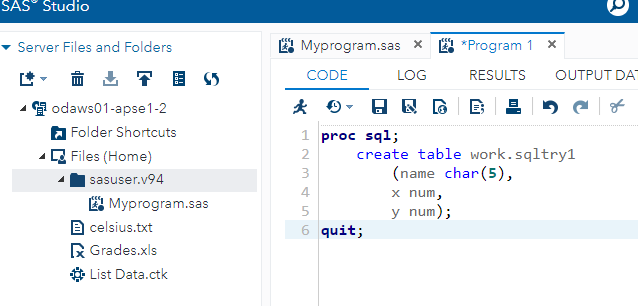 SAS® Studio
Server Files and Folders
odaws01-apse1-2
Folder Shortcuts
Files (Home)
sasuser.v94
Myprogram.sas
celsius.txt
Grades.xls
List Data.ctk
Myprogram.sas × *Program 1 ×
CODE LOG RESULTS OUTPUT DATA
1 proc sql;
2 create table work.sqltry1
3 (name char(5),
4 x num,
5 y num);
6 quit;